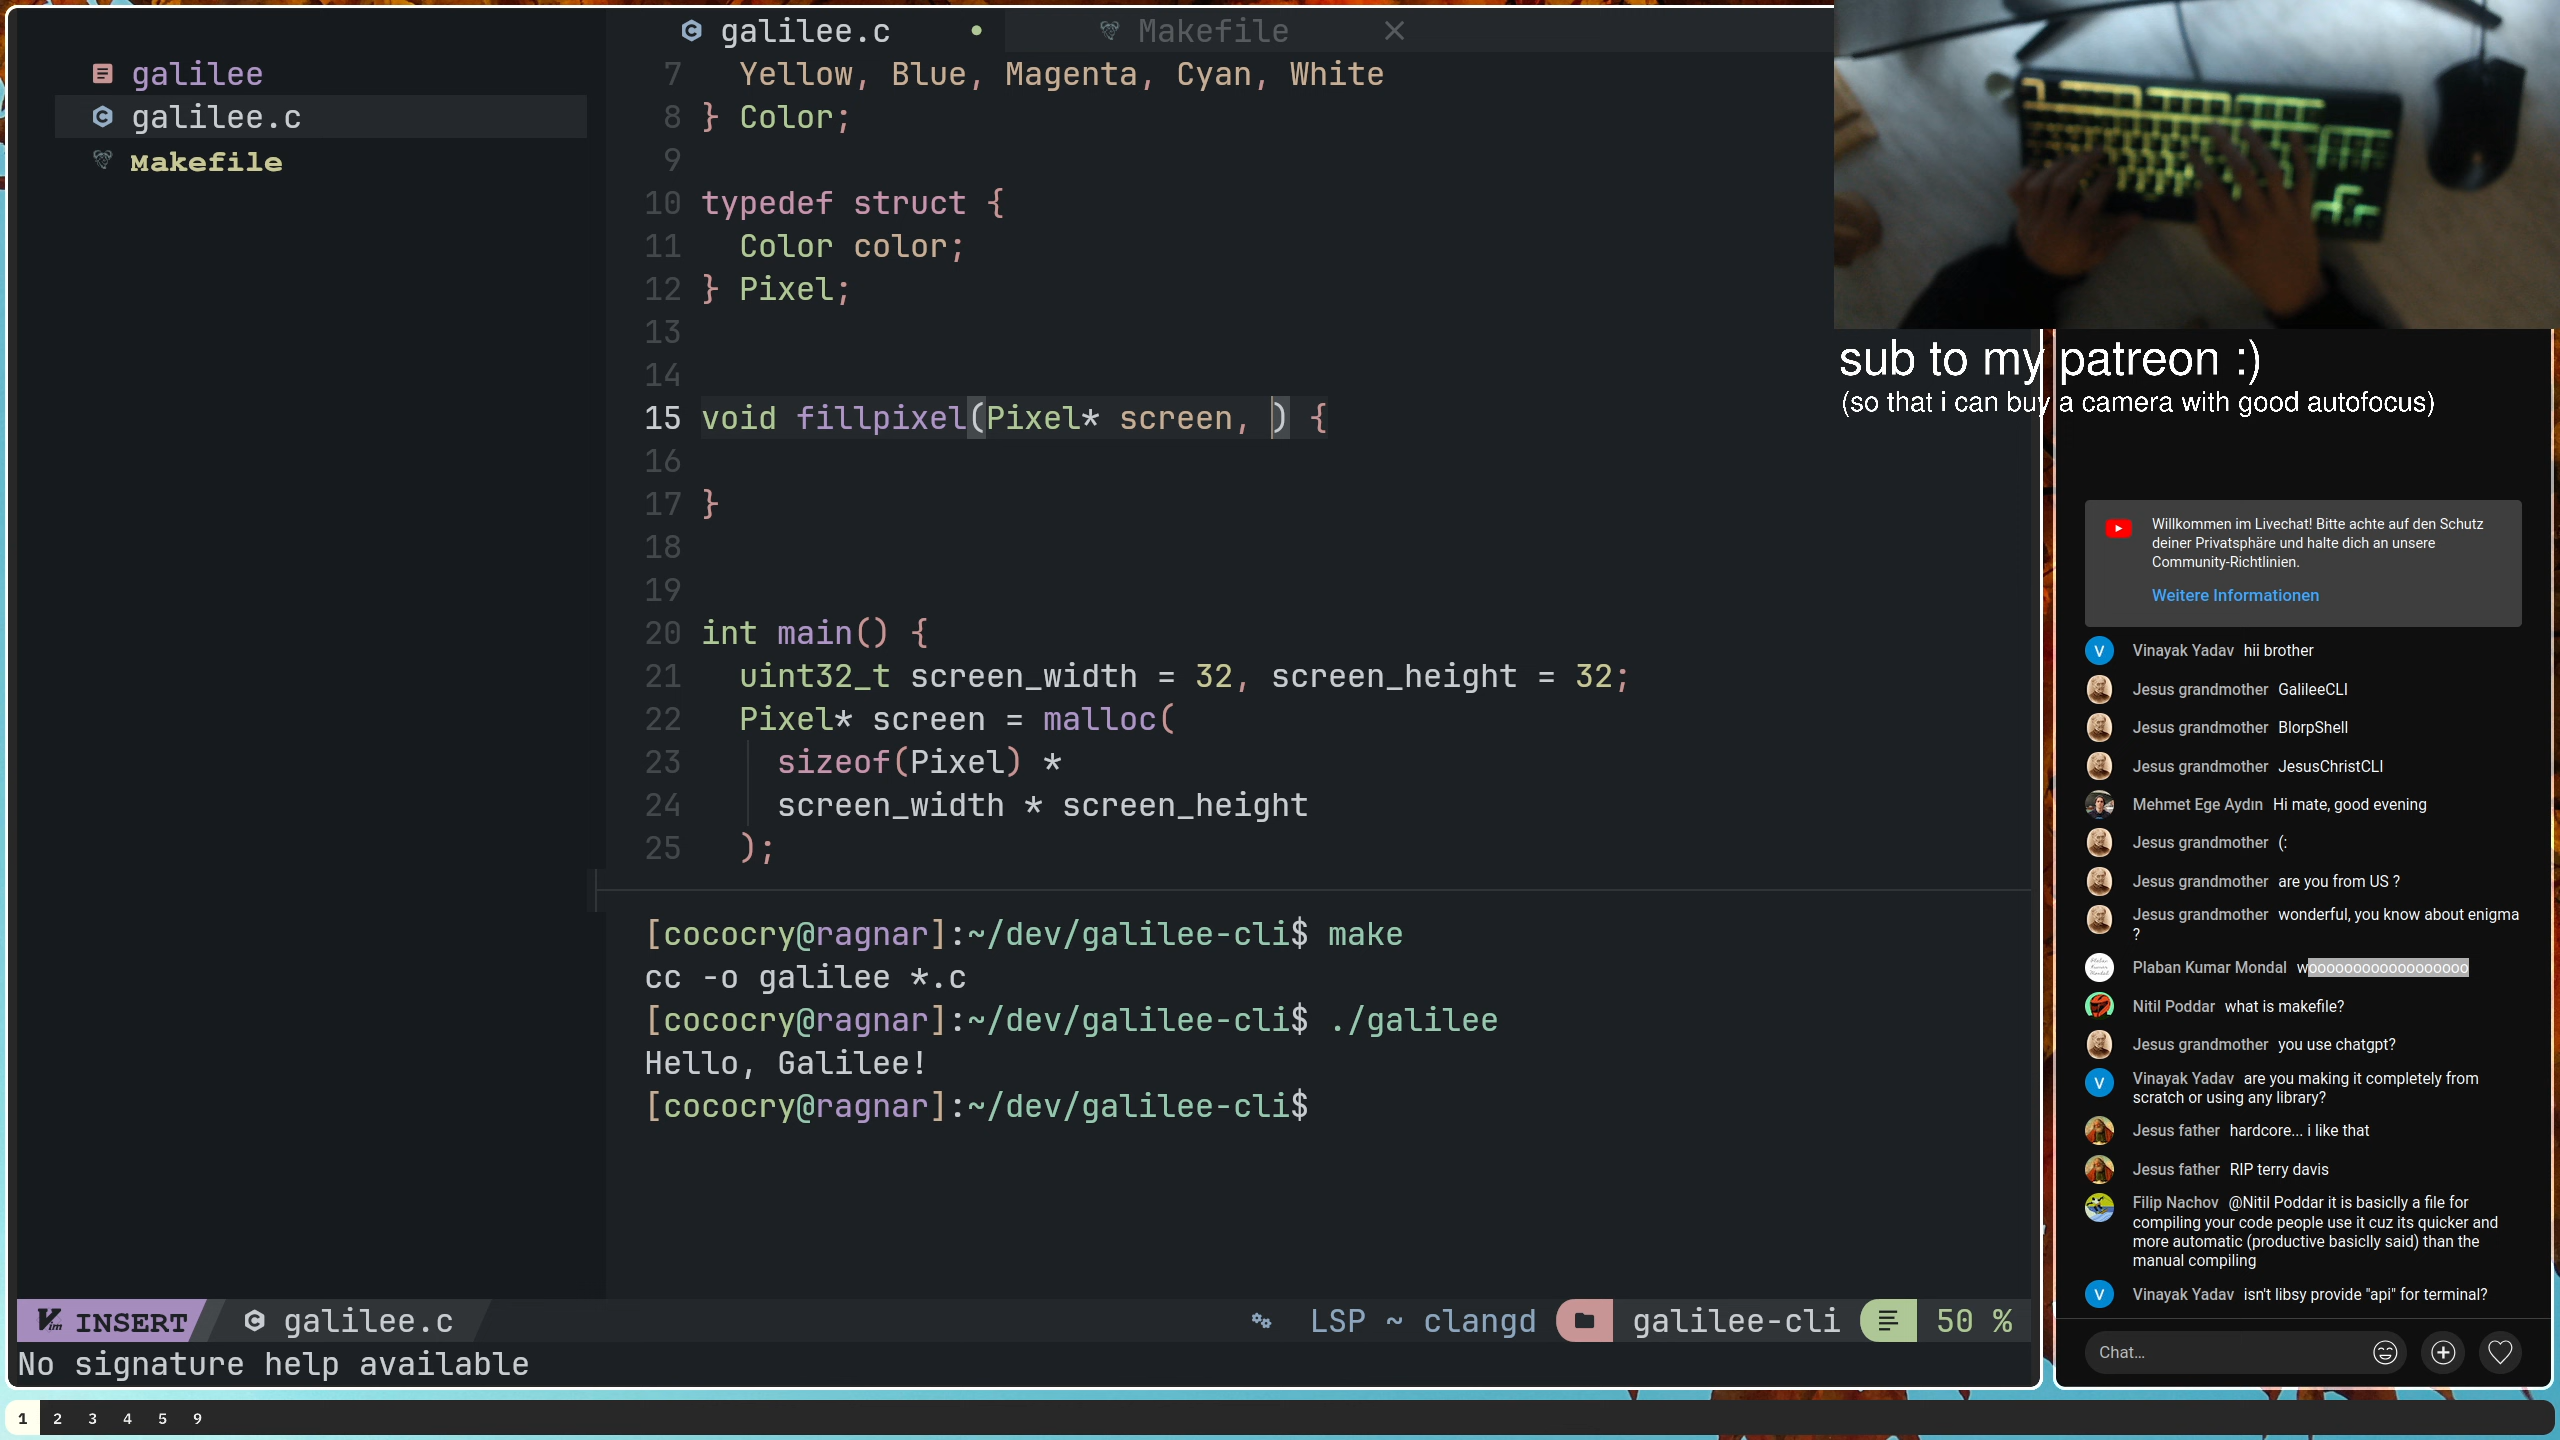 galilee
galilee.c
Makefile
galilee.c
Makefile
7 Yellow, Blue, Magenta, Cyan, White
8 } Color;
9
10 typedef struct {
11 Color color;
12 } Pixel;
13
14
15 void fillpixel(Pixel* screen, ) {
16
17 }
18
19
20 int main() {
21 uint32_t screen_width = 32, screen_height = 32;
22 Pixel* screen = malloc(
23 sizeof(Pixel) *
24 screen_width * screen_height
25 );
[cococry@ragnar]:~/dev/galilee-cli$ make
cc -o galilee *.c
[cococry@ragnar]:~/dev/galilee-cli$ ./galilee
Hello, Galilee!
[cococry@ragnar]:~/dev/galilee-cli$
INSERT galilee.c LSP ~ clangd galilee-cli 50 %
No signature help available
1 2 3 4 5 9
sub to my patreon :)
(so that i can buy a camera with good autofocus)
Willkommen im Livechat! Bitte achte auf den Schutz
deiner Privatsphäre und halte dich an unsere
Community-Richtlinien.
Weitere Informationen
V Vinayak Yadav hii brother
Jesus grandmother GalileeCLI
Jesus grandmother BlorpShell
Jesus grandmother JesusChristCLI
Mehmet Ege Aydın Hi mate, good evening
Jesus grandmother (:
Jesus grandmother are you from US ?
Jesus grandmother wonderful, you know about enigma
?
Plaban Kumar Mondal woooooooooooooooooo
Nitil Poddar what is makefile?
Jesus grandmother you use chatgpt?
V Vinayak Yadav are you making it completely from
scratch or using any library?
Jesus father hardcore... i like that
Jesus father RIP terry davis
Filip Nachov @Nitil Poddar it is basiclly a file for
compiling your code people use it cuz its quicker and
more automatic (productive basiclly said) than the
manual compiling
V Vinayak Yadav isn't libsy provide "api" for terminal?
Chat...